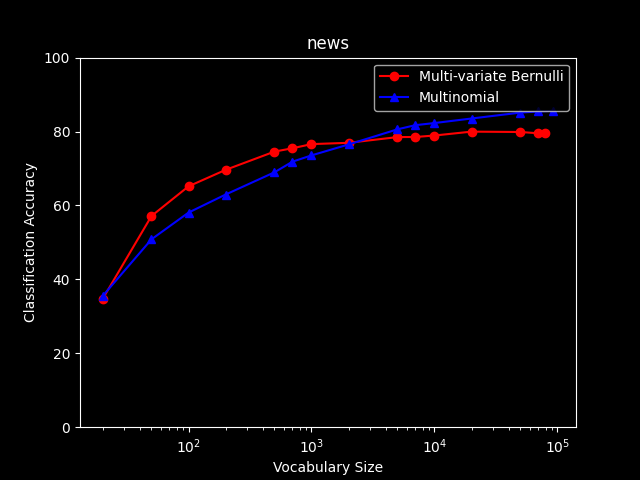 news
Multi-variate Bernulli
Multinomial
100
80
60
40
20
0
Classification Accuracy
10²
10³
10⁴
10⁵
Vocabulary Size